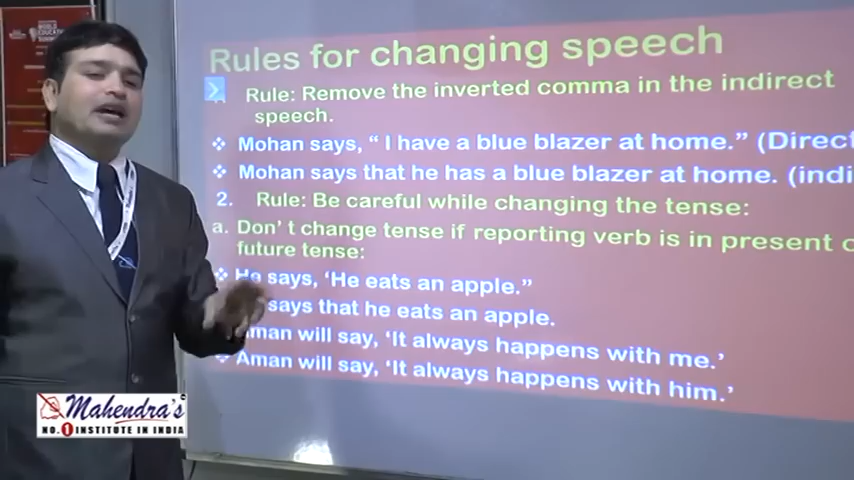 Rules for changing speech
Rule: Remove the inverted comma in the indirect
speech.
Mohan says, “ I have a blue blazer at home.” (Direct
Mohan says that he has a blue blazer at home. (indi
2. Rule: Be careful while changing the tense:
a. Don’t change tense if reporting verb is in present o
future tense:
He says, ‘He eats an apple.”
says that he eats an apple.
Aman will say, ‘It always happens with me.’
Aman will say, ‘It always happens with him.’
Mahendra’s
NO. 1 INSTITUTE IN INDIA